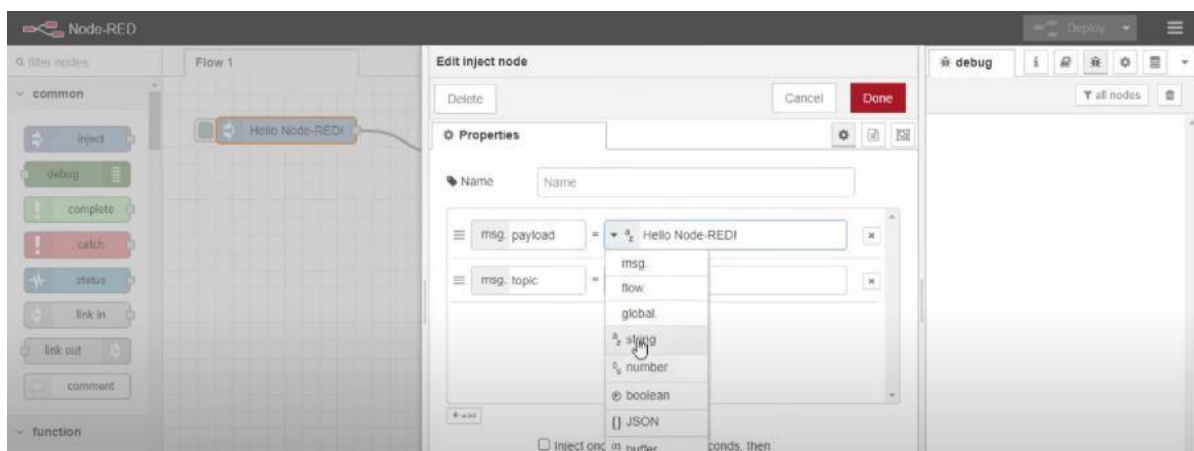 Node-RED
Deploy
filter nodes
common
inject
debug
complete
catch
status
link in
link out
comment
function
Flow 1
Hello Node-RED!
Edit inject node
Delete
Cancel
Done
Properties
Name
Name
msg. payload
=
Hello Node-RED!
msg. topic
=
msg.
flow.
global.
string
number
boolean
{} JSON
buffer
+ add
Inject onc
conds, then
debug
i
all nodes